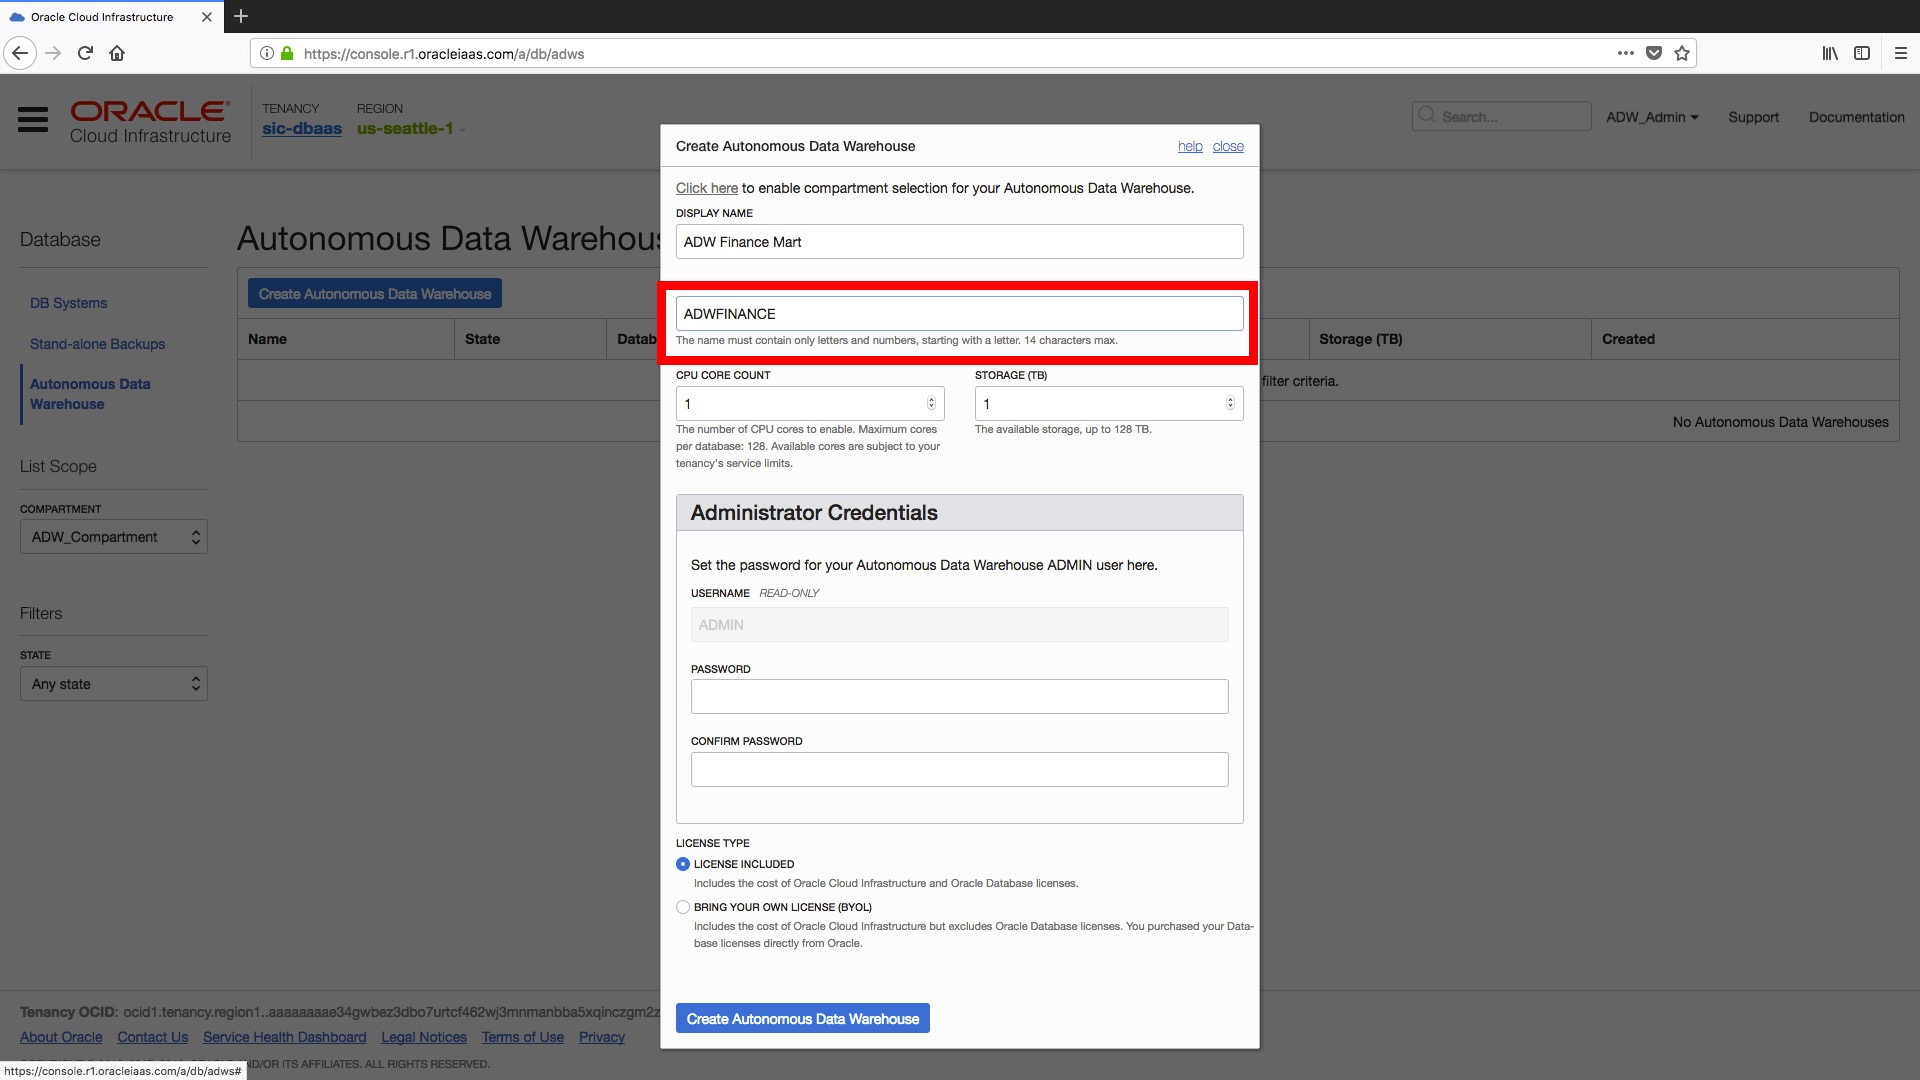 Oracle Cloud Infrastructure
https://console.r1.oracleiaas.com/a/db/adws
ORACLE
Cloud Infrastructure
TENANCY
sic-dbaas
REGION
us-seattle-1
Search...
ADW_Admin
Support
Documentation
Database
DB Systems
Stand-alone Backups
Autonomous Data
Warehouse
List Scope
COMPARTMENT
ADW_Compartment
Filters
STATE
Any state
Autonomous Data Warehous
Create Autonomous Data Warehouse
Name State Datab Storage (TB) Created
filter criteria.
No Autonomous Data Warehouses
Create Autonomous Data Warehouse
help close
Click here to enable compartment selection for your Autonomous Data Warehouse.
DISPLAY NAME
ADW Finance Mart
ADWFINANCE
The name must contain only letters and numbers, starting with a letter. 14 characters max.
CPU CORE COUNT
1
The number of CPU cores to enable. Maximum cores
per database: 128. Available cores are subject to your
tenancy's service limits.
STORAGE (TB)
1
The available storage, up to 128 TB.
Administrator Credentials
Set the password for your Autonomous Data Warehouse ADMIN user here.
USERNAME READ-ONLY
ADMIN
PASSWORD
CONFIRM PASSWORD
LICENSE TYPE
LICENSE INCLUDED
Includes the cost of Oracle Cloud Infrastructure and Oracle Database licenses.
BRING YOUR OWN LICENSE (BYOL)
Includes the cost of Oracle Cloud Infrastructure but excludes Oracle Database licenses. You purchased your Data-
base licenses directly from Oracle.
Create Autonomous Data Warehouse
Tenancy OCID: ocid1.tenancy.region1..aaaaaaaae34gwbez3dbo7urtcf462wj3mnmanbba5xqinczgm2z
About Oracle Contact Us Service Health Dashboard Legal Notices Terms of Use Privacy
ND/OR ITS AFFILIATES. ALL RIGHTS RESERVED.
https://console.r1.oracleiaas.com/a/db/adws#